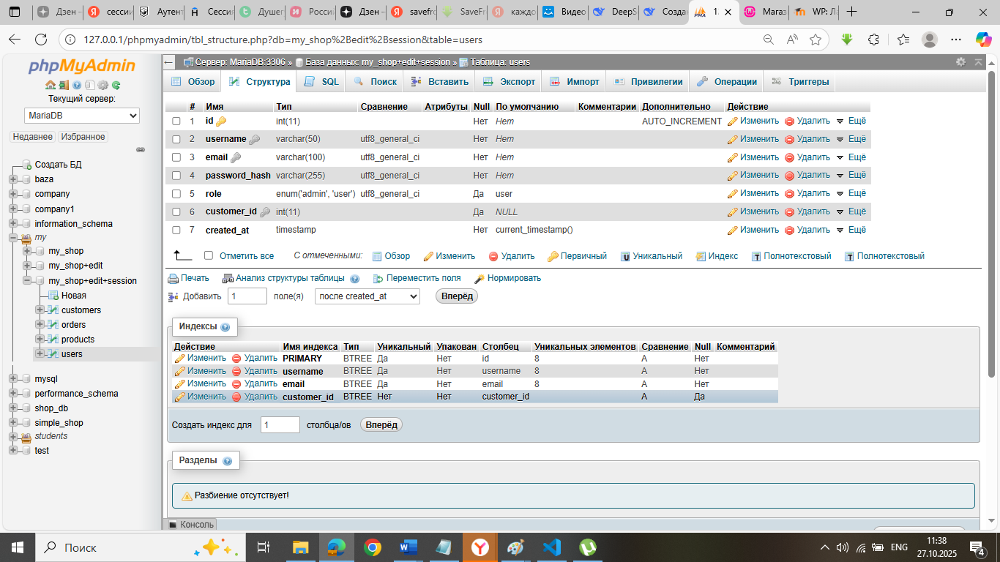 сессии
Аутент
Сесси
Душег
Росси
Дзен –
savefro
SaveFr
каждо
Видео
DeepS
Создан
1.
Магаз
WP: Ла
127.0.0.1/phpmyadmin/tbl_structure.php?db=my_shop%2Bedit%2Bsession&table=users
phpMyAdmin
Текущий сервер:
MariaDB
Недавнее Избранное
Создать БД
baza
company
company1
information_schema
my
my_shop
my_shop+edit
my_shop+edit+session
Новая
customers
orders
products
users
mysql
performance_schema
shop_db
simple_shop
students
test
Сервер: MariaDB:3306 » База данных: my_shop+edit+session » Таблица: users
Обзор Структура SQL Поиск Вставить Экспорт Импорт Привилегии Операции Триггеры
# Имя Тип Сравнение Атрибуты Null По умолчанию Комментарии Дополнительно Действие
1 id int(11) Нет Нет AUTO_INCREMENT Изменить Удалить Ещё
2 username varchar(50) utf8_general_ci Нет Нет Изменить Удалить Ещё
3 email varchar(100) utf8_general_ci Нет Нет Изменить Удалить Ещё
4 password_hash varchar(255) utf8_general_ci Нет Нет Изменить Удалить Ещё
5 role enum('admin', 'user') utf8_general_ci Да user Изменить Удалить Ещё
6 customer_id int(11) Да NULL Изменить Удалить Ещё
7 created_at timestamp Нет current_timestamp() Изменить Удалить Ещё
Отметить все С отмеченными: Обзор Изменить Удалить Первичный Уникальный Индекс Полнотекстовый Полнотекстовый
Печать Анализ структуры таблицы Переместить поля Нормировать
Добавить 1 поле(я) после created_at Вперёд
Индексы
Действие Имя индекса Тип Уникальный Упакован Столбец Уникальных элементов Сравнение Null Комментарий
Изменить Удалить PRIMARY BTREE Да Нет id 8 A Нет
Изменить Удалить username BTREE Да Нет username 8 A Нет
Изменить Удалить email BTREE Да Нет email 8 A Нет
Изменить Удалить customer_id BTREE Нет Нет customer_id A Да
Создать индекс для 1 столбца/ов Вперёд
Разделы
Разбиение отсутствует!
Консоль
Поиск
ENG
11:38
27.10.2025
4